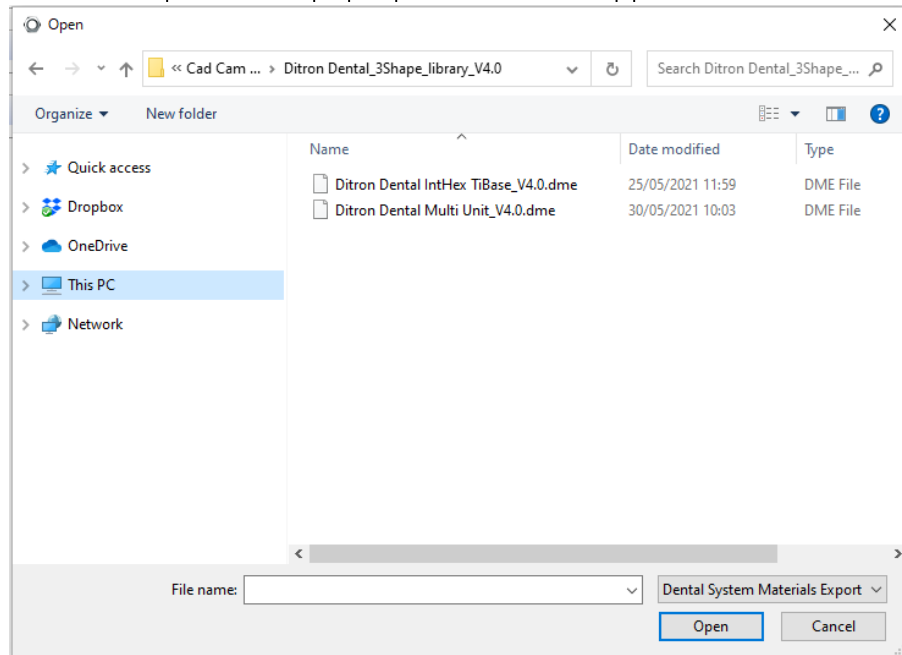 Open
« Cad Cam ... › Ditron Dental_3Shape_library_V4.0
Search Ditron Dental_3Shape_...
Organize
New folder
Name Date modified Type
Quick access
Dropbox
OneDrive
This PC
Network
Ditron Dental IntHex TiBase_V4.0.dme 25/05/2021 11:59 DME File
Ditron Dental Multi Unit_V4.0.dme 30/05/2021 10:03 DME File
File name:
Dental System Materials Export
Open Cancel